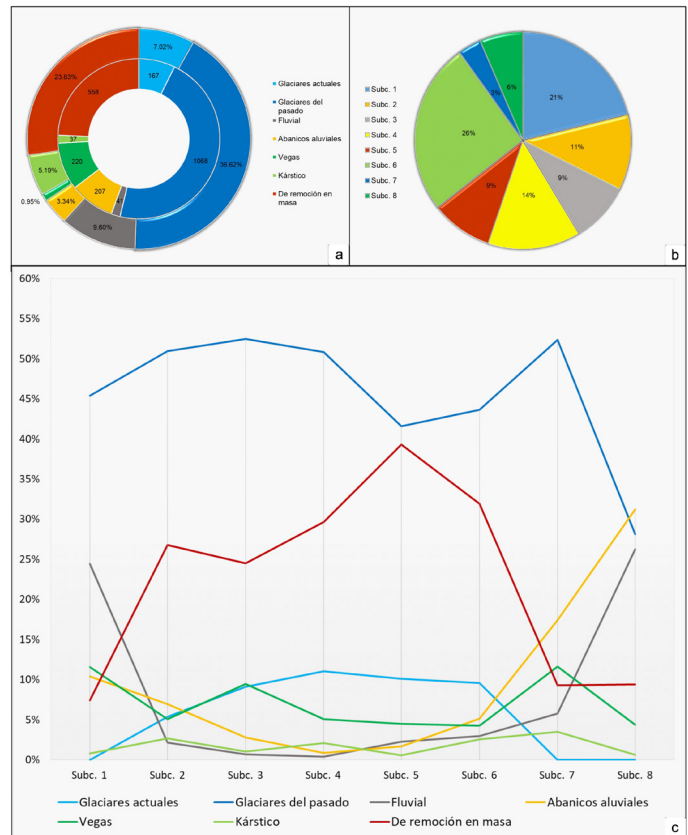 7.02%
23.63%
167
558
Glaciares actuales
Glaciares del
pasado
Fluvial
Abanicos aluviales
Vegas
Kárstico
De remoción en
masa
37
220
5.19%
1068
207
41
0.95%
3.34%
9.60%
a
Subc. 1
Subc. 2
Subc. 3
Subc. 4
Subc. 5
Subc. 6
Subc. 7
Subc. 8
3%
6%
21%
26%
11%
9%
9%
14%
b
60%
55%
50%
45%
40%
35%
30%
25%
20%
15%
10%
5%
0%
Subc. 1 Subc. 2 Subc. 3 Subc. 4 Subc. 5 Subc. 6 Subc. 7 Subc. 8
Glaciares actuales Glaciares del pasado Fluvial Abanicos aluviales
Vegas Kárstico De remoción en masa
c